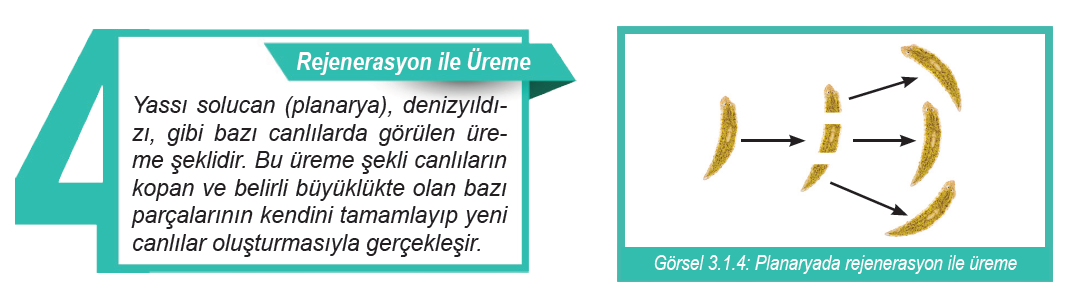 4
Rejenerasyon ile Üreme
Yassı solucan (planarya), denizyıldı-
zı, gibi bazı canlılarda görülen üre-
me şeklidir. Bu üreme şekli canlıların
kopan ve belirli büyüklükte olan bazı
parçalarının kendini tamamlayıp yeni
canlılar oluşturmasıyla gerçekleşir.
Görsel 3.1.4: Planaryada rejenerasyon ile üreme